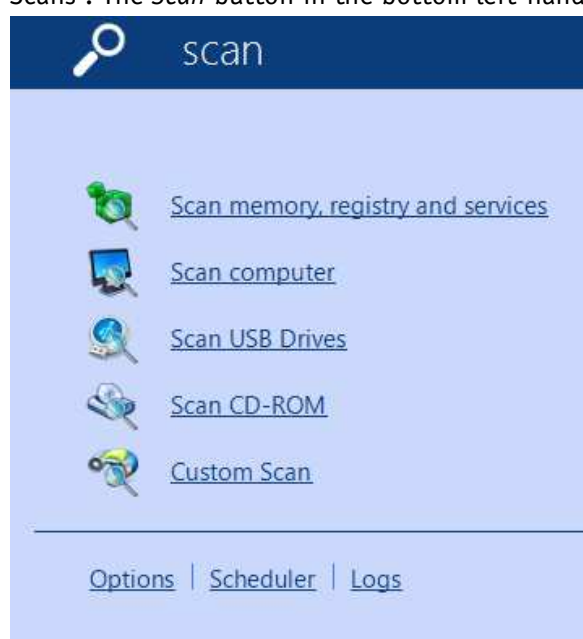 Scans . The Scan button in the bottom left hand
scan
Scan memory, registry and services
Scan computer
Scan USB Drives
Scan CD-ROM
Custom Scan
Options | Scheduler | Logs